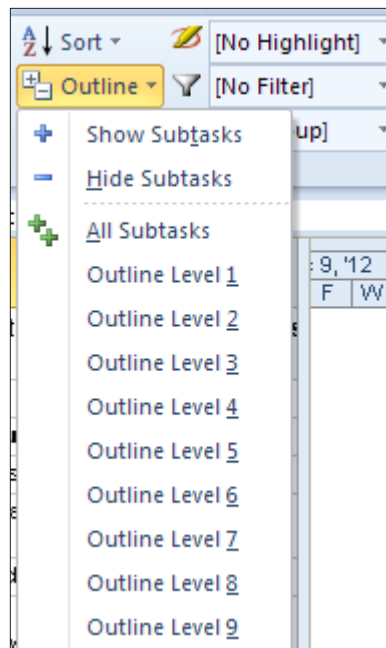 Sort [No Highlight]
Outline [No Filter]
Show Subtasks up]
Hide Subtasks
All Subtasks
Outline Level 1 9, '12
F W
Outline Level 2
Outline Level 3
Outline Level 4
Outline Level 5
Outline Level 6
Outline Level 7
Outline Level 8
Outline Level 9